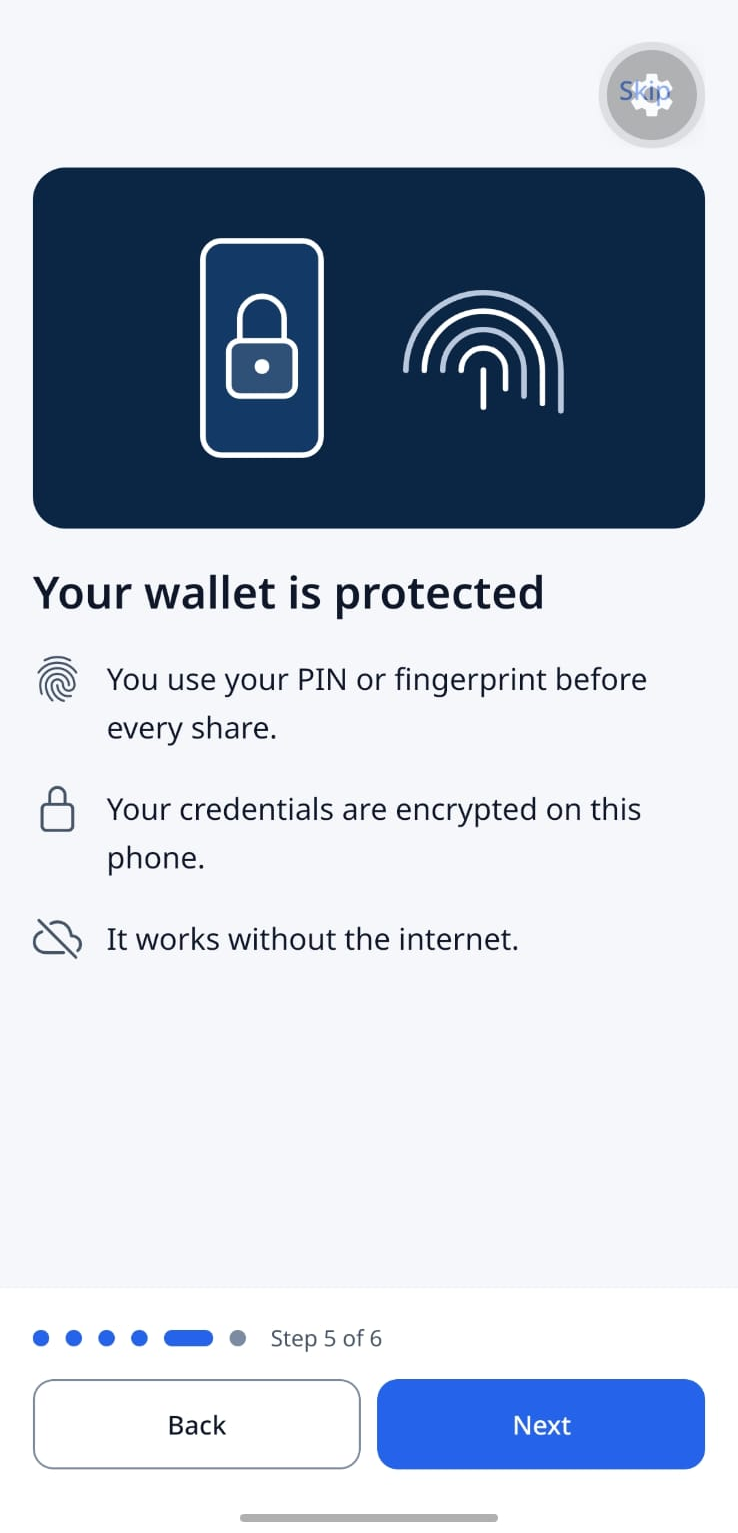 Skip
Your wallet is protected
You use your PIN or fingerprint before
every share.
Your credentials are encrypted on this
phone.
It works without the internet.
Step 5 of 6
Back
Next